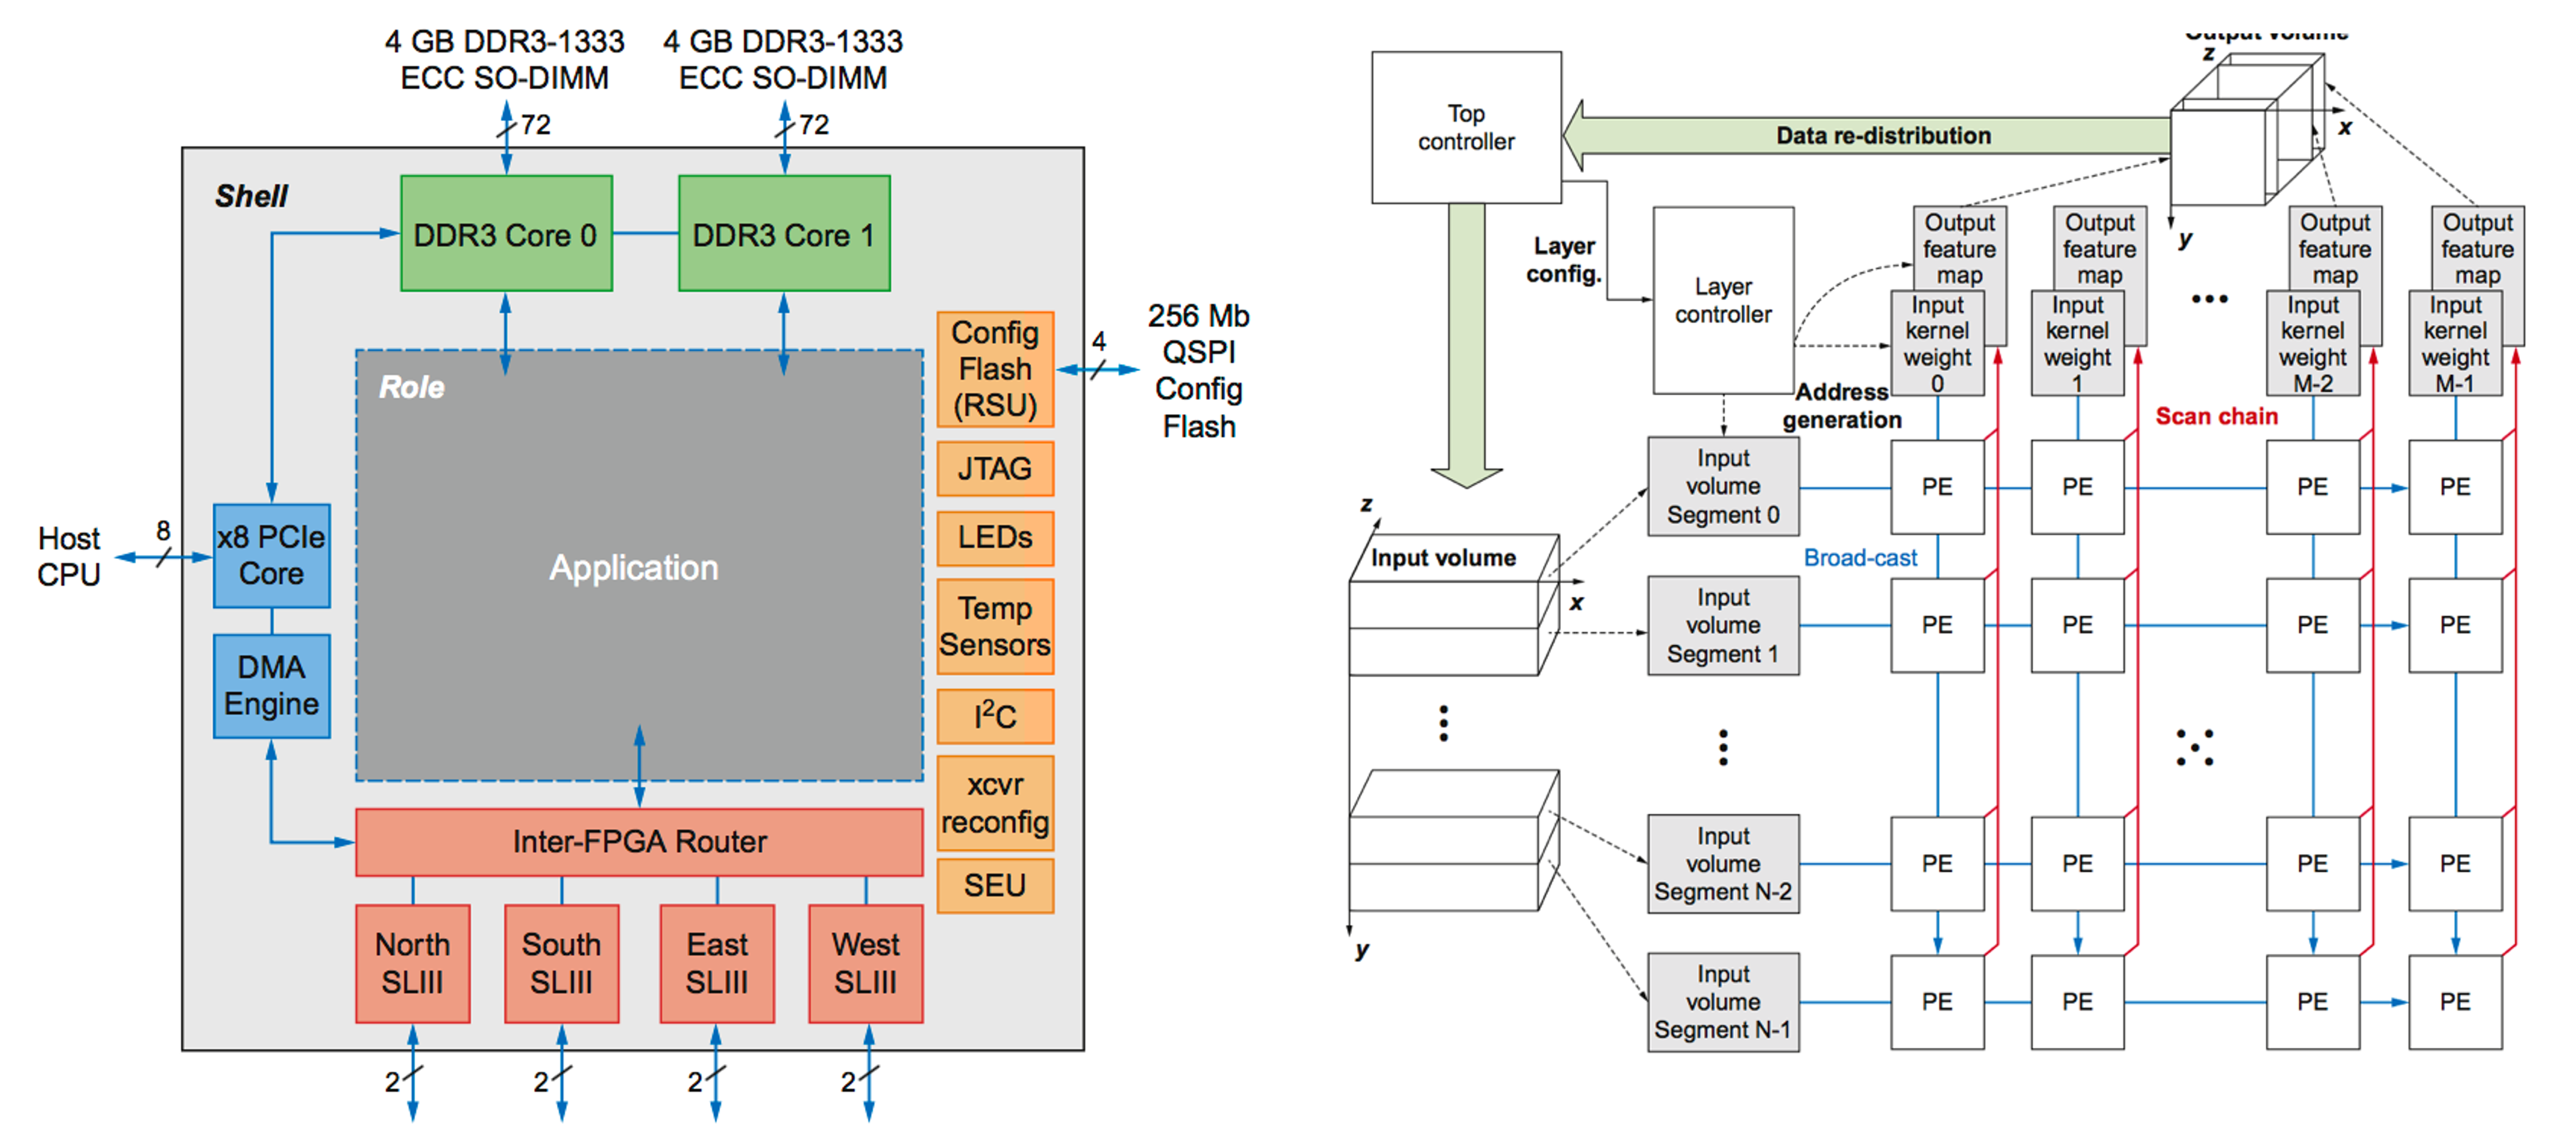 4 GB DDR3-1333
ECC SO-DIMM
4 GB DDR3-1333
ECC SO-DIMM
72
72
Shell
DDR3 Core 0
DDR3 Core 1
Role
Application
Config
Flash
(RSU)
4
256 Mb
QSPI
Config
Flash
JTAG
LEDs
Temp
Sensors
I²C
xcvr
reconfig
SEU
Host
CPU
8
x8 PCIe
Core
DMA
Engine
Inter-FPGA Router
North
SLIII
South
SLIII
East
SLIII
West
SLIII
2
2
2
2
Output volume
z
x
y
Top
controller
Data re-distribution
Layer
config.
Layer
controller
Output
feature
map
Output
feature
map
Output
feature
map
Output
feature
map
Input
kernel
weight
0
Input
kernel
weight
1
Input
kernel
weight
M-2
Input
kernel
weight
M-1
Address
generation
Scan chain
Broad-cast
z
Input volume
x
y
Input
volume
Segment 0
PE
PE
PE
PE
Input
volume
Segment 1
PE
PE
PE
PE
Input
volume
Segment N-2
PE
PE
PE
PE
Input
volume
Segment N-1
PE
PE
PE
PE